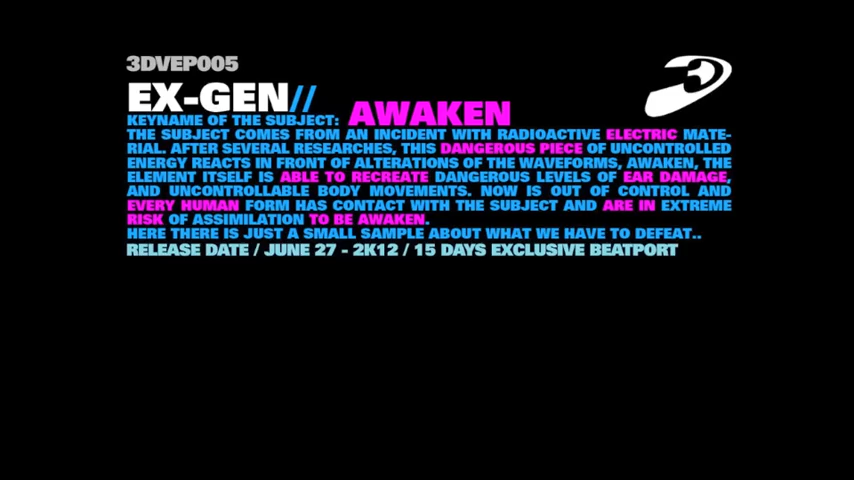 3DVEP005
EX-GEN//
KEYNAME OF THE SUBJECT: AWAKEN
THE SUBJECT COMES FROM AN INCIDENT WITH RADIOACTIVE ELECTRIC MATE-
RIAL. AFTER SEVERAL RESEARCHES, THIS DANGEROUS PIECE OF UNCONTROLLED
ENERGY REACTS IN FRONT OF ALTERATIONS OF THE WAVEFORMS, AWAKEN, THE
ELEMENT ITSELF IS ABLE TO RECREATE DANGEROUS LEVELS OF EAR DAMAGE,
AND UNCONTROLLABLE BODY MOVEMENTS. NOW IS OUT OF CONTROL AND
EVERY HUMAN FORM HAS CONTACT WITH THE SUBJECT AND ARE IN EXTREME
RISK OF ASSIMILATION TO BE AWAKEN.
HERE THERE IS JUST A SMALL SAMPLE ABOUT WHAT WE HAVE TO DEFEAT..
RELEASE DATE / JUNE 27 - 2K12 / 15 DAYS EXCLUSIVE BEATPORT